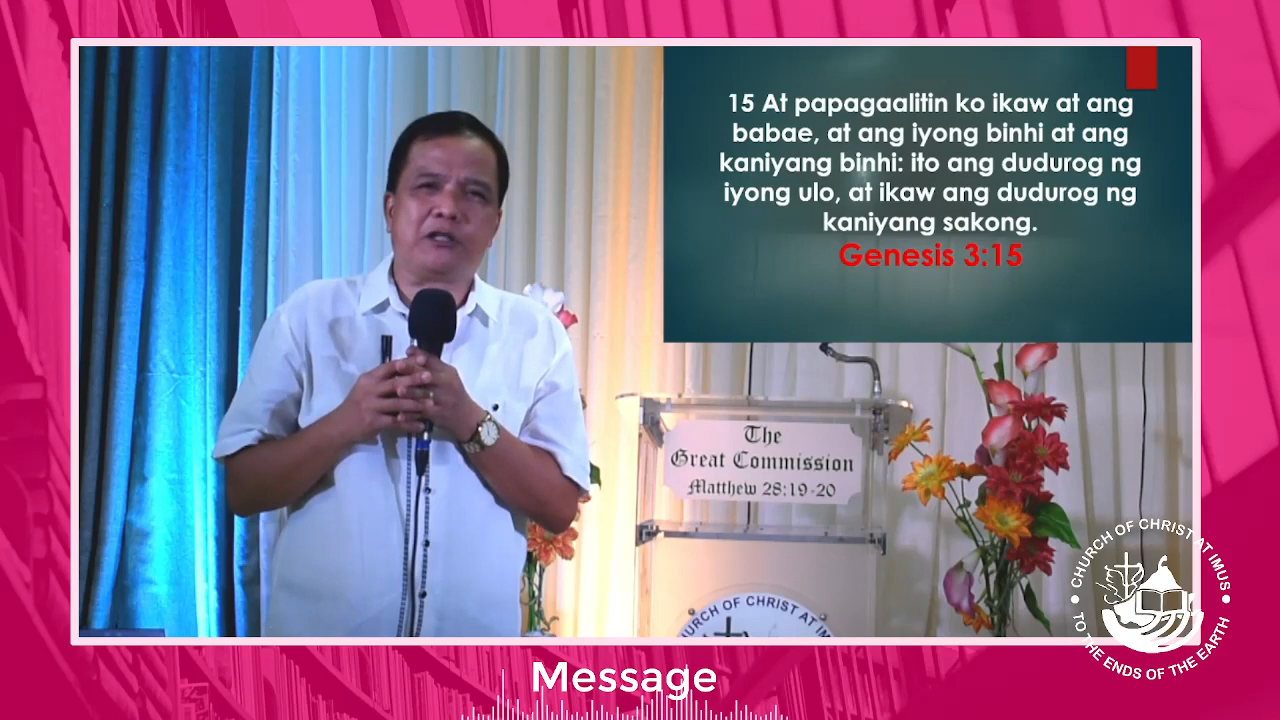 15 At papagaalitin ko ikaw at ang
babae, at ang iyong binhi at ang
kaniyang binhi: ito ang dudurog ng
iyong ulo, at ikaw ang dudurog ng
kaniyang sakong.
Genesis 3:15
The
Great Commission
Matthew 28:19-20
CHURCH OF CHRIST AT IM
CHURCH OF CHRIST AT IMUS
TO THE ENDS OF THE EARTH
Message